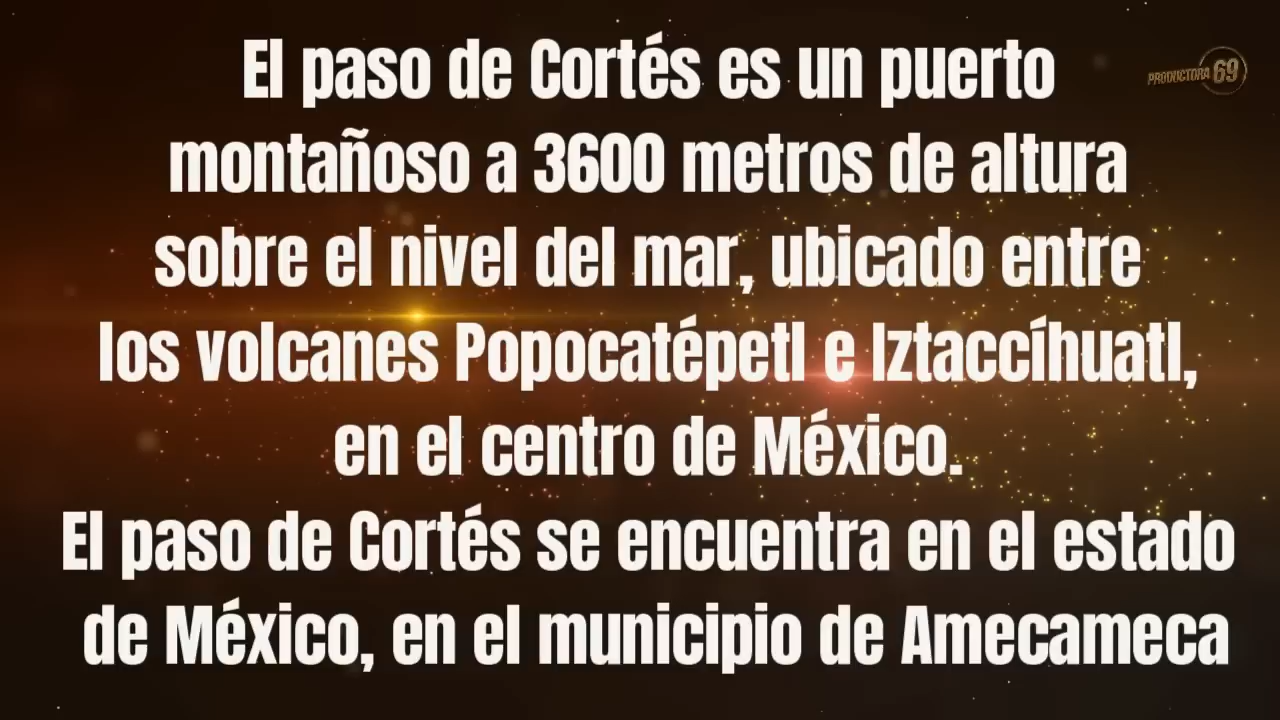 El paso de Cortés es un puerto
montañoso a 3600 metros de altura
sobre el nivel del mar, ubicado entre
los volcanes Popocatépetl e Iztaccíhuatl,
en el centro de México.
El paso de Cortés se encuentra en el estado
de México, en el municipio de Amecameca
PRODUCTORA 69